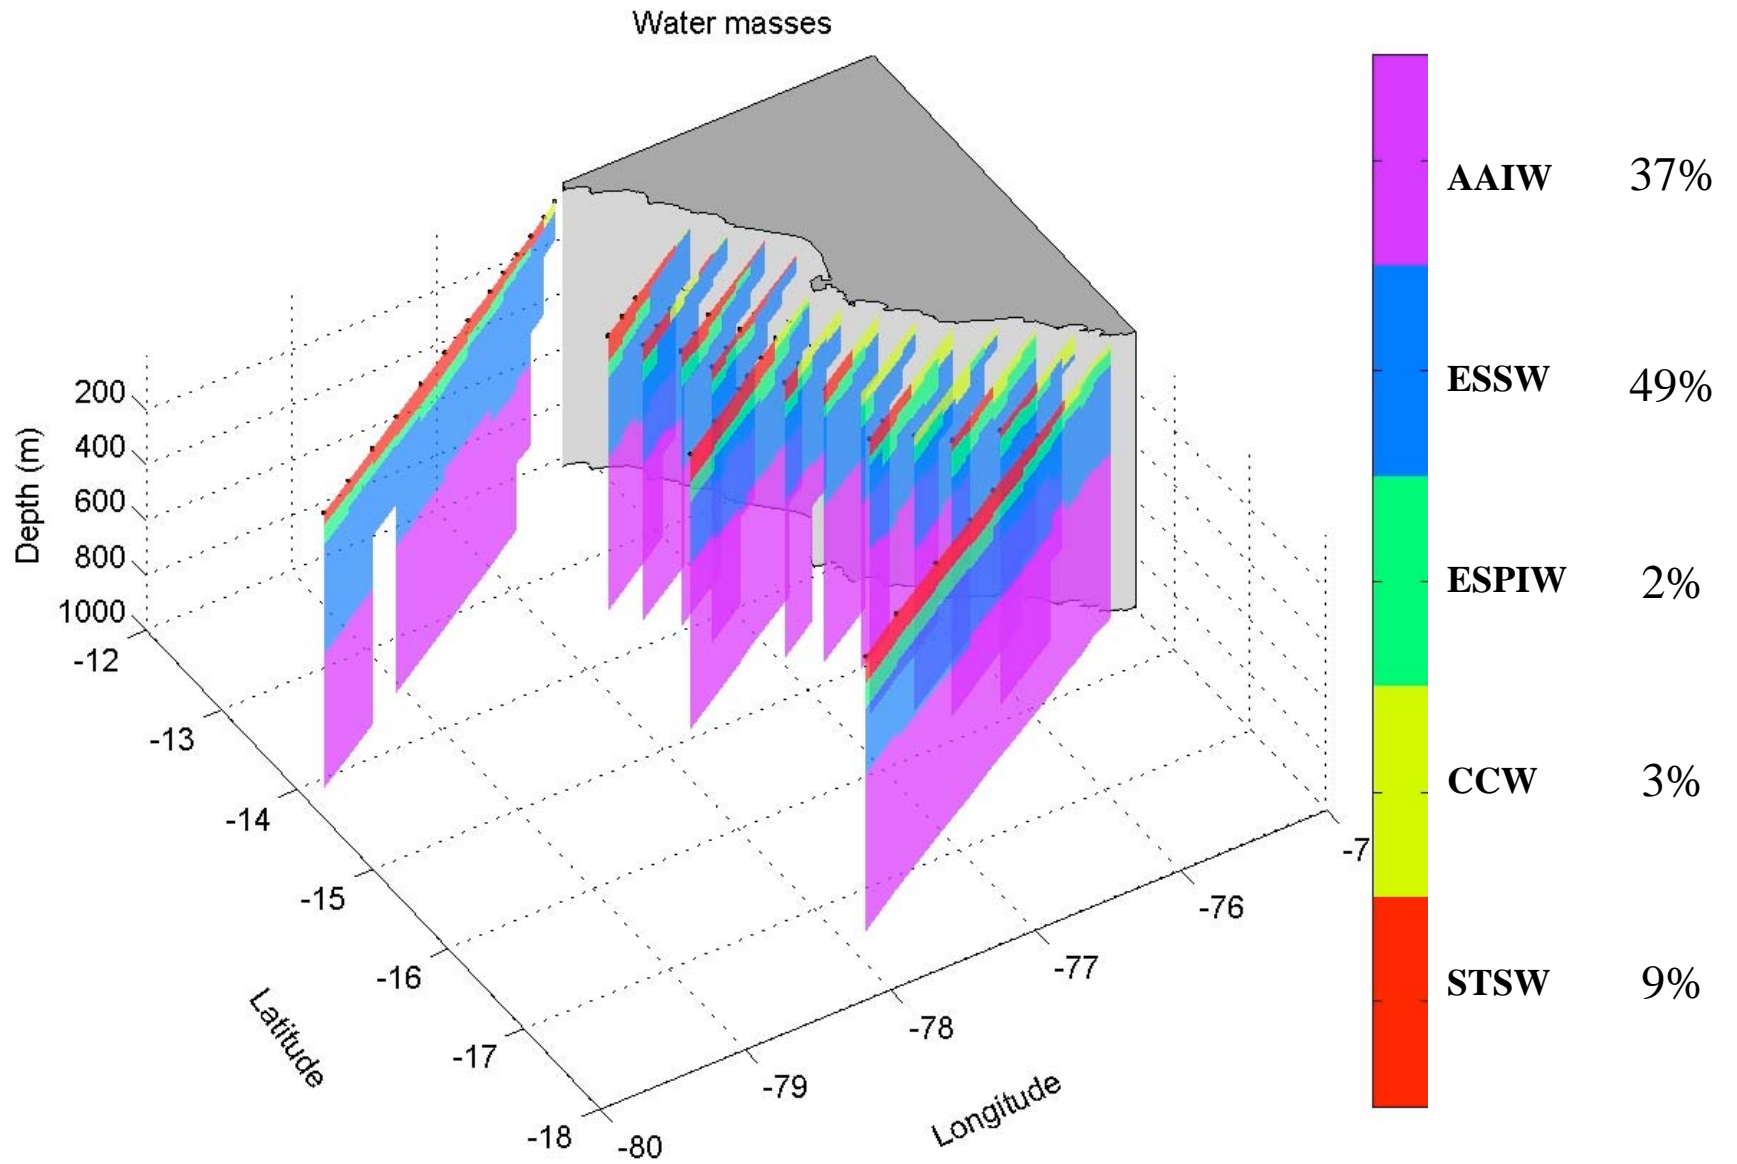 Water masses
AAIW 37%
ESSW 49%
ESPIW 2%
CCW 3%
STSW 9%
Depth (m)
200
400
600
800
1000
-12
-13
-14
-15
-16
-17
-18
Latitude
-80
-79
-78
-77
-76
-7
Longitude